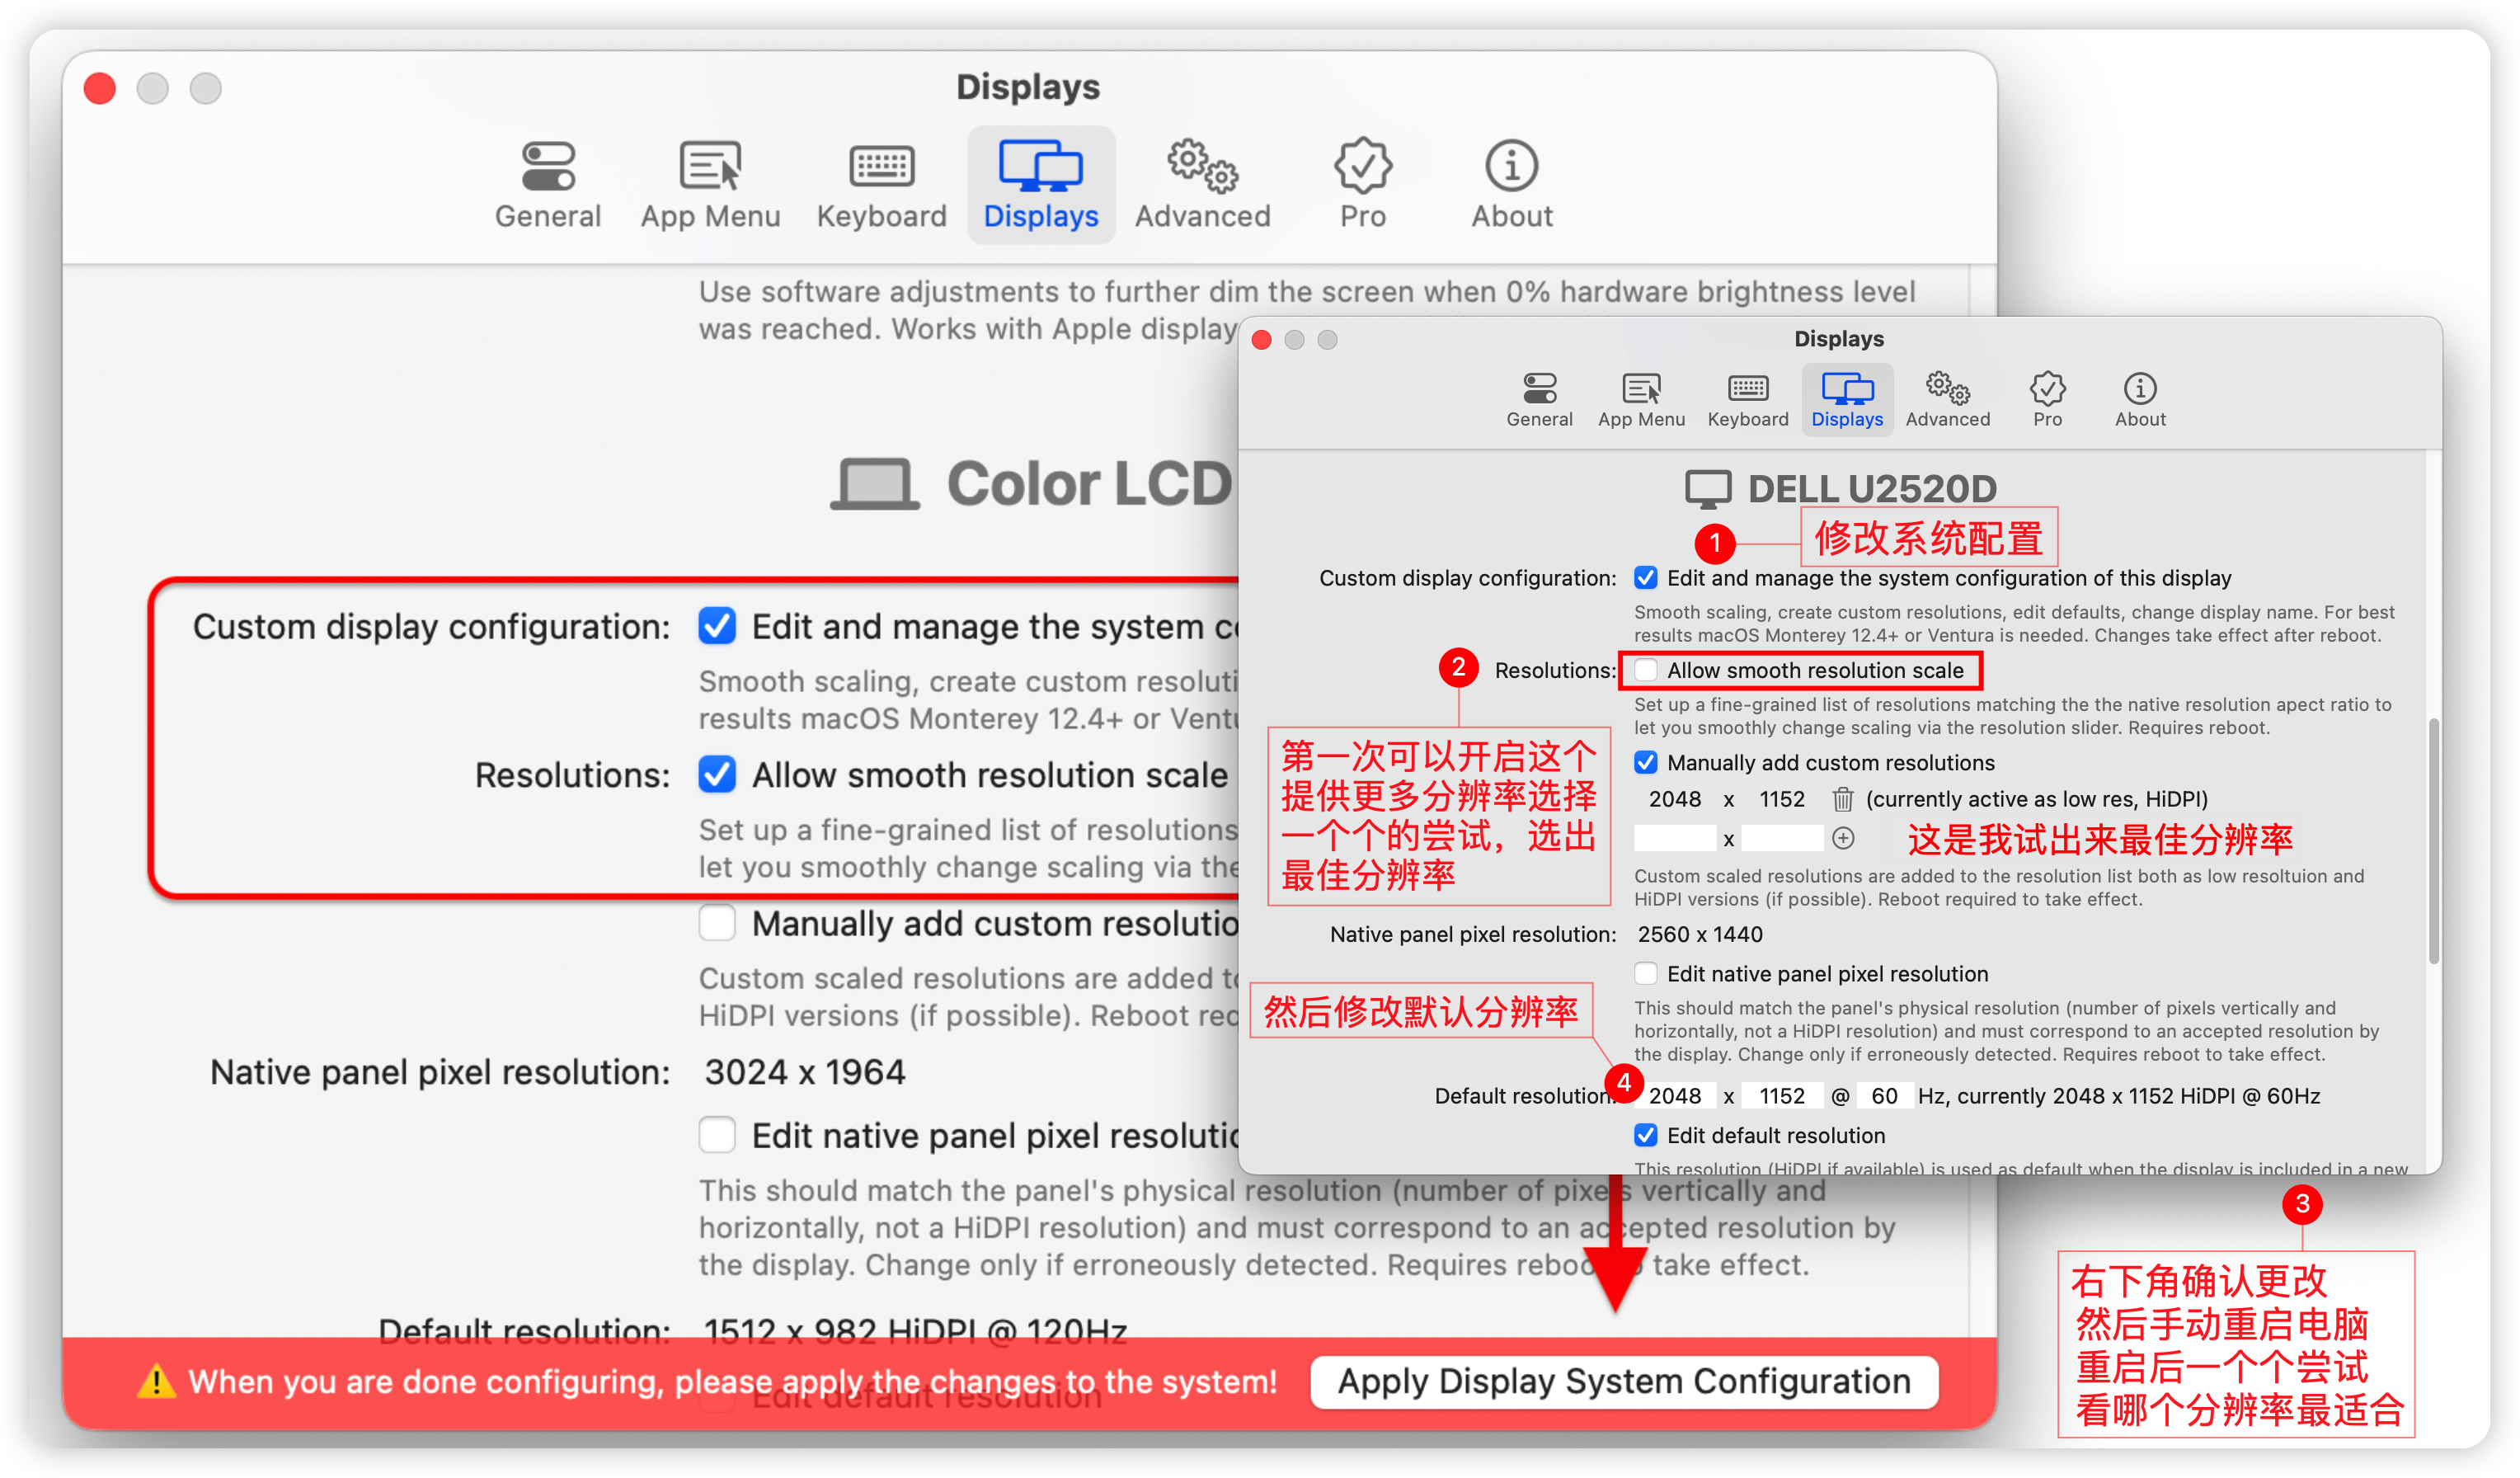 Displays
General
App Menu
Keyboard
Displays
Advanced
Pro
About
Use software adjustments to further dim the screen when 0% hardware brightness level
was reached. Works with Apple display
Color LCD
Custom display configuration:
Edit and manage the system
Smooth scaling, create custom
results macOS Monterey 12.4+ or
Resolutions:
Allow smooth resolution scale
Set up a fine-grained list of resolutions
let you smoothly change scaling via the
Manually add custom
Custom scaled resolutions are added
HiDPI versions (if possible). Reboot
Native panel pixel resolution:
3024 x 1964
Edit native panel pixel
This should match the panel's physical resolution (number of pixels vertically and
horizontally, not a HiDPI resolution) and must correspond to an accepted resolution by
the display. Change only if erroneously detected. Requires reboot to take effect.
Default resolution:
1512 x 982 HiDPI @ 120Hz
Edit default resolution
When you are done configuring, please apply the changes to the system!
Apply Display System Configuration
Displays
General
App Menu
Keyboard
Displays
Advanced
Pro
About
DELL U2520D
1
修改系统配置
Custom display configuration:
Edit and manage the system configuration of this display
Smooth scaling, create custom resolutions, edit defaults, change display name. For best
results macOS Monterey 12.4+ or Ventura is needed. Changes take effect after reboot.
2
Resolutions:
Allow smooth resolution scale
Set up a fine-grained list of resolutions matching the the native resolution apect ratio to
let you smoothly change scaling via the resolution slider. Requires reboot.
第一次可以开启这个
提供更多分辨率选择
一个个的尝试，选出
最佳分辨率
Manually add custom resolutions
2048 x 1152 (currently active as low res, HiDPI)
x
这是我试出来最佳分辨率
Custom scaled resolutions are added to the resolution list both as low resoltuion and
HiDPI versions (if possible). Reboot required to take effect.
Native panel pixel resolution:
2560 x 1440
Edit native panel pixel resolution
This should match the panel's physical resolution (number of pixels vertically and
horizontally, not a HiDPI resolution) and must correspond to an accepted resolution by
the display. Change only if erroneously detected. Requires reboot to take effect.
然后修改默认分辨率
4
Default resolution:
2048 x 1152 @ 60 Hz, currently 2048 x 1152 HiDPI @ 60Hz
Edit default resolution
This resolution (HiDPI if available) is used as default when the display is included in a new
3
右下角确认更改
然后手动重启电脑
重启后一个个尝试
看哪个分辨率最适合